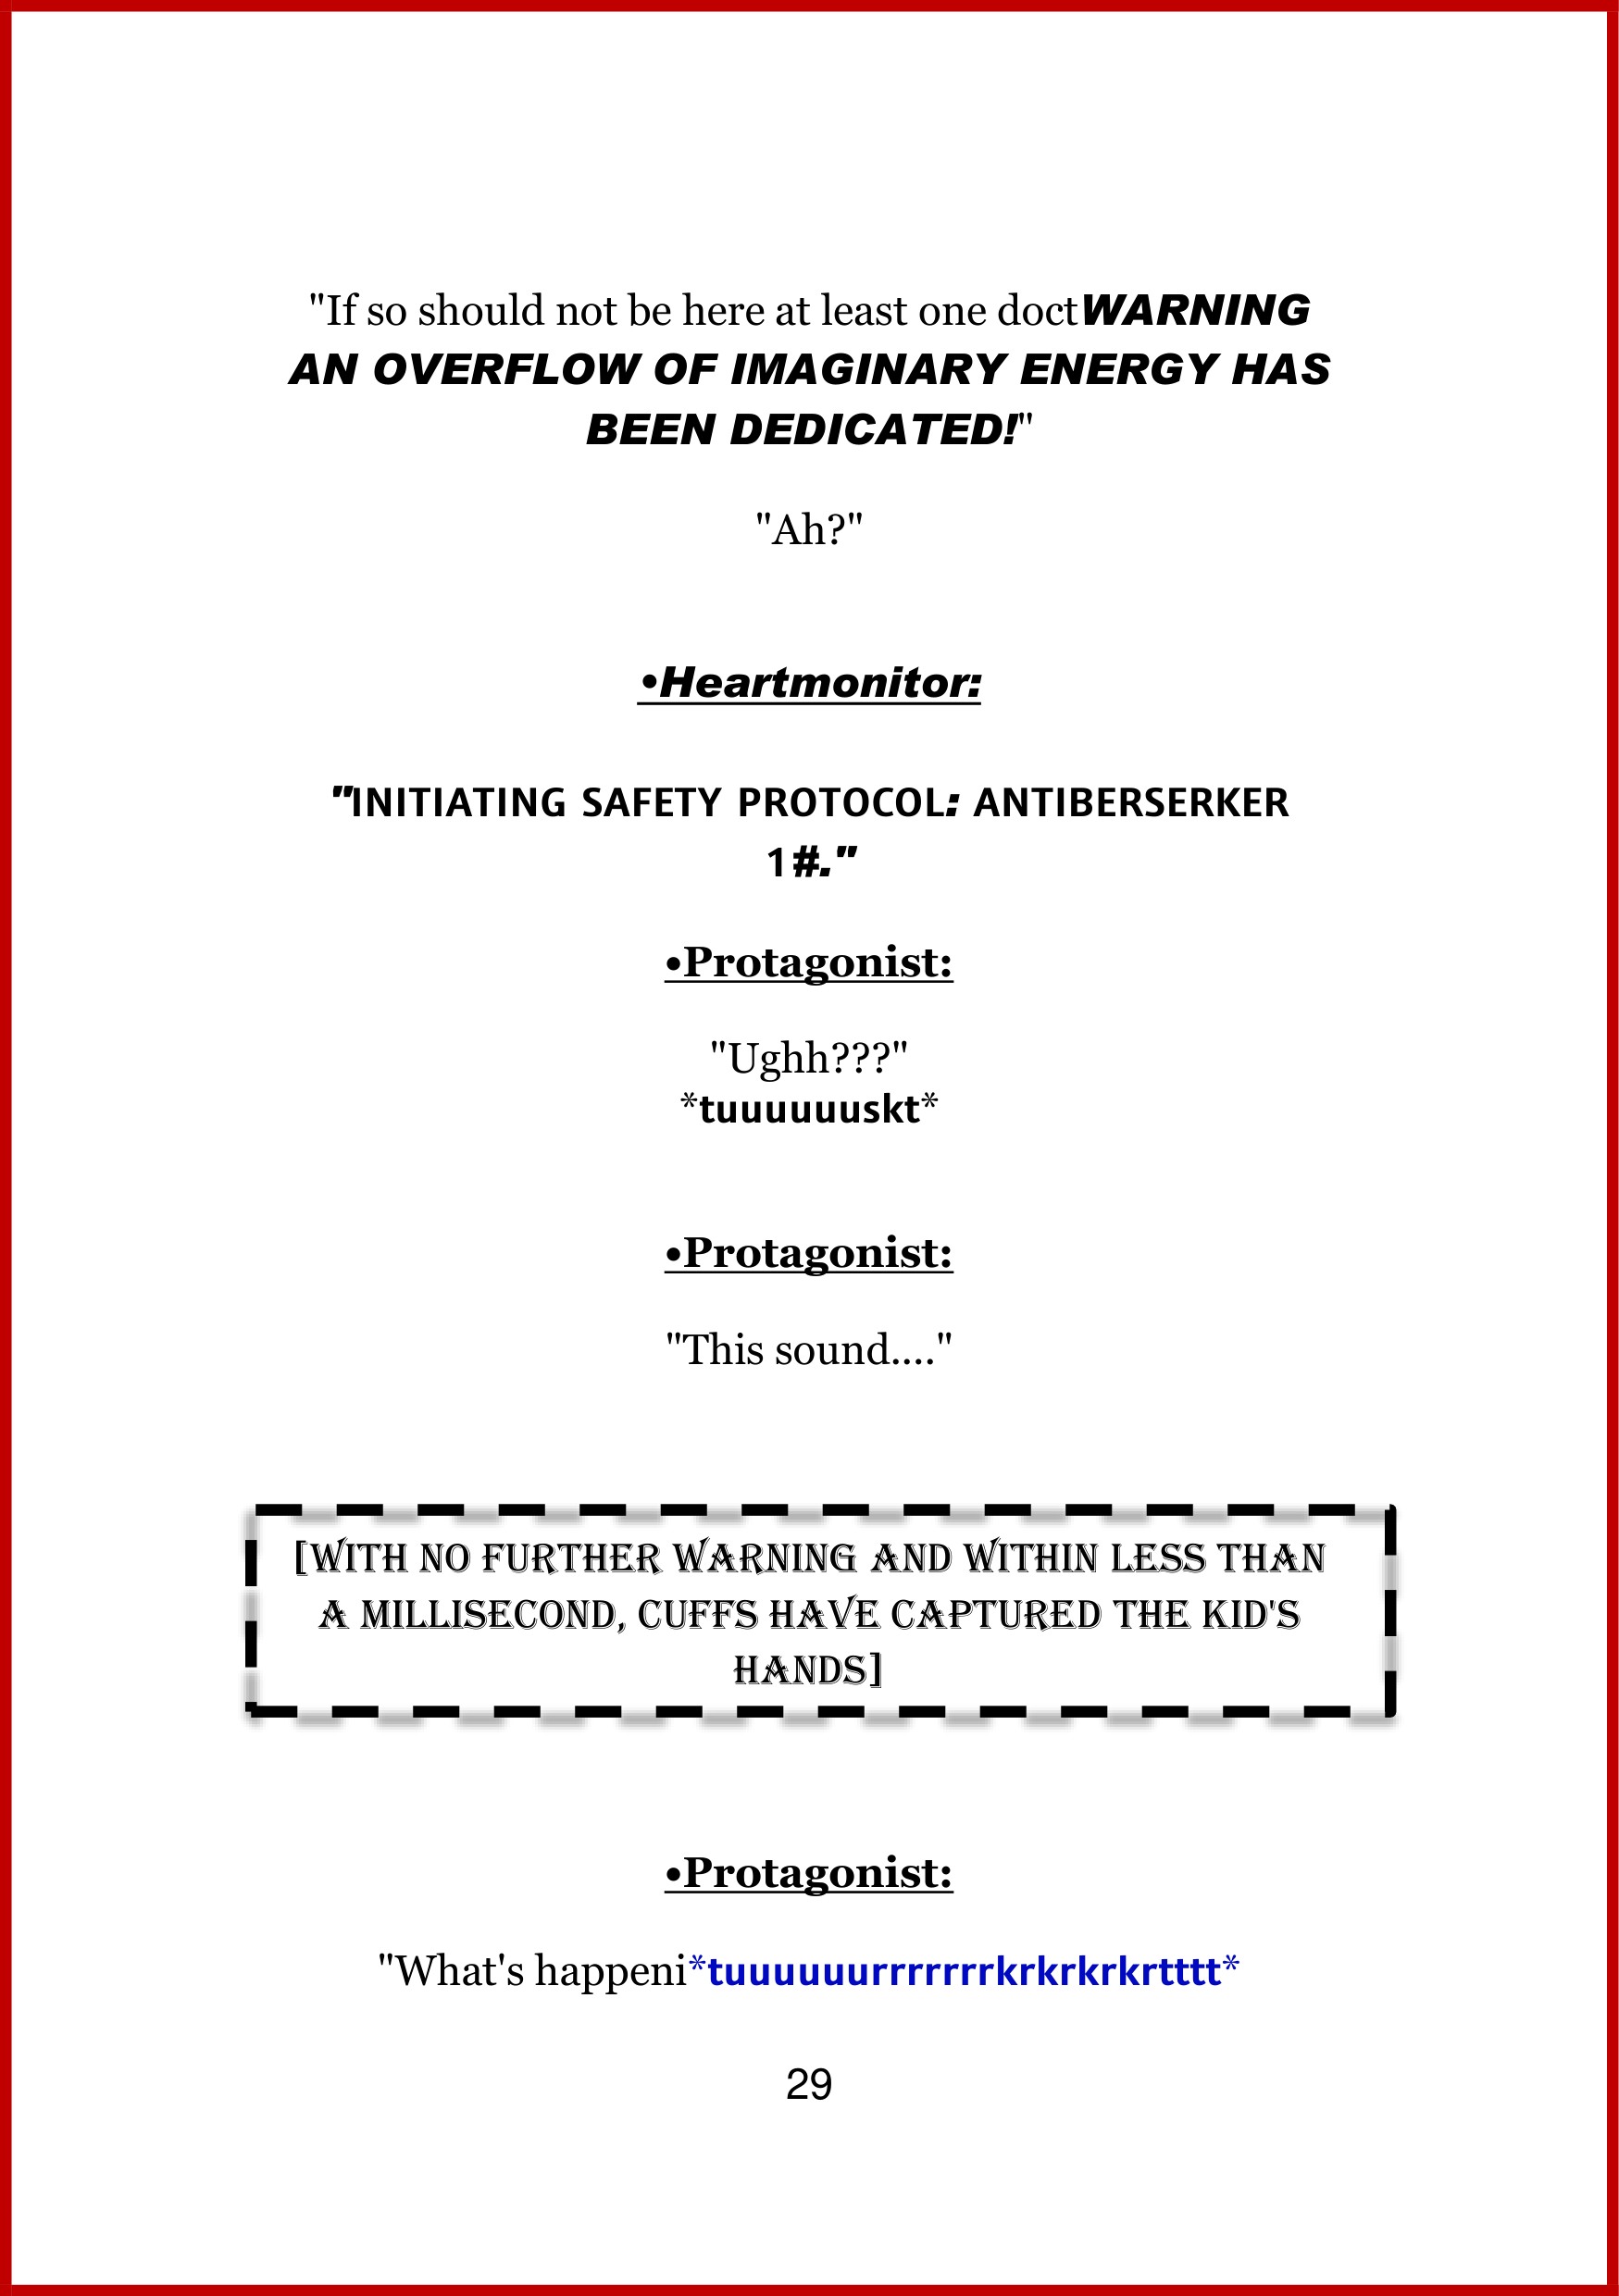 "If so should not be here at least one doctWARNING
AN OVERFLOW OF IMAGINARY ENERGY HAS
BEEN DEDICATED!"
"Ah?"
•Heartmonitor:
"INITIATING SAFETY PROTOCOL: ANTIBERSERKER
1#."
•Protagonist:
"Ughh???"
*tuuuuuuskt*
•Protagonist:
"This sound...."
[WITH NO FURTHER WARNING AND WITHIN LESS THAN
A MILLISECOND, CUFFS HAVE CAPTURED THE KID'S
HANDS]
•Protagonist:
"What's happeni*tuuuuuurrrrrrrkrkrkrkrtttt*
29